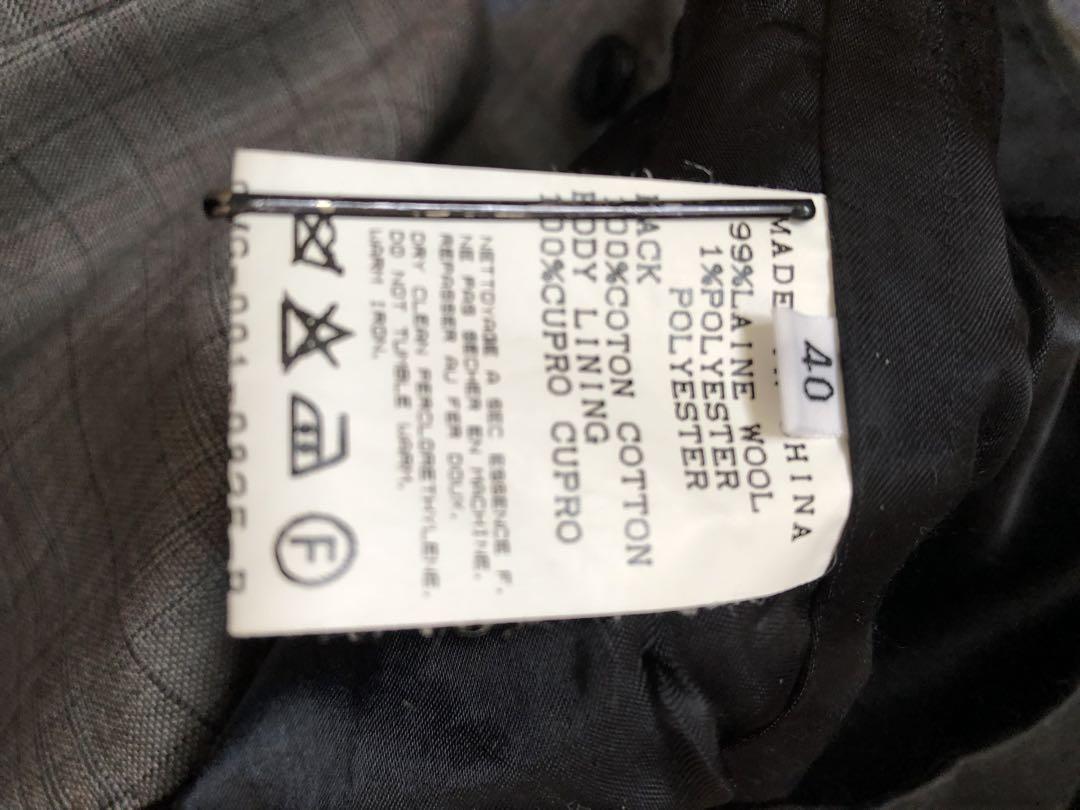 MADE IN CHINA
40
99%LAINE WOOL
1%POLYESTER
POLYESTER
BACK
100%COTON COTTON
BODY LINING
100%CUPRO CUPRO
NETTOYAGE A SEC ESSENCE F.
NE PAS SECHER EN MACHINE.
REPASSER AU FER DOUX.
DRY CLEAN PERCLORETHYLENE.
DO NOT TUMBLE WARM.
WARM IRON.
F